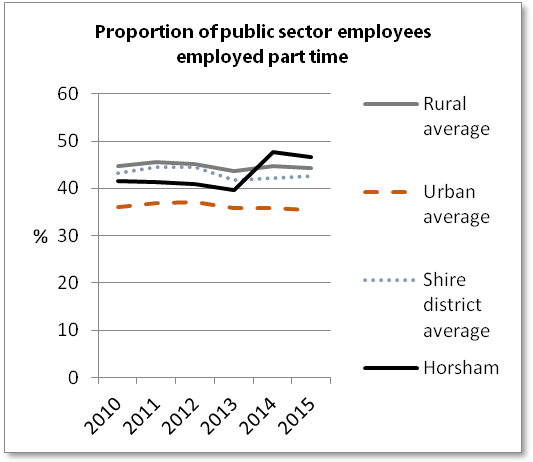 Proportion of public sector employees
employed part time
60
50
40
30
20
10
0
%
2010
2011
2012
2013
2014
2015
Rural
average
Urban
average
Shire
district
average
Horsham